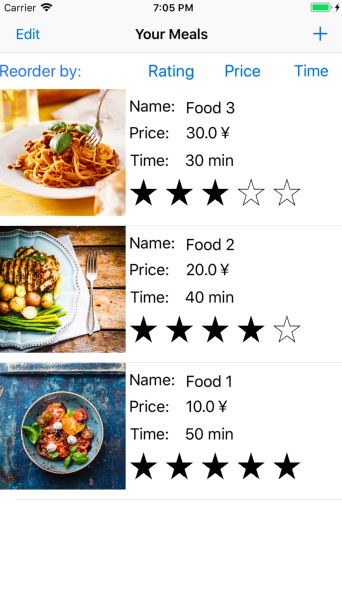 Carrier 7:05 PM
Edit Your Meals +
Reorder by: Rating Price Time
Name: Food 3
Price: 30.0 ¥
Time: 30 min
Name: Food 2
Price: 20.0 ¥
Time: 40 min
Name: Food 1
Price: 10.0 ¥
Time: 50 min